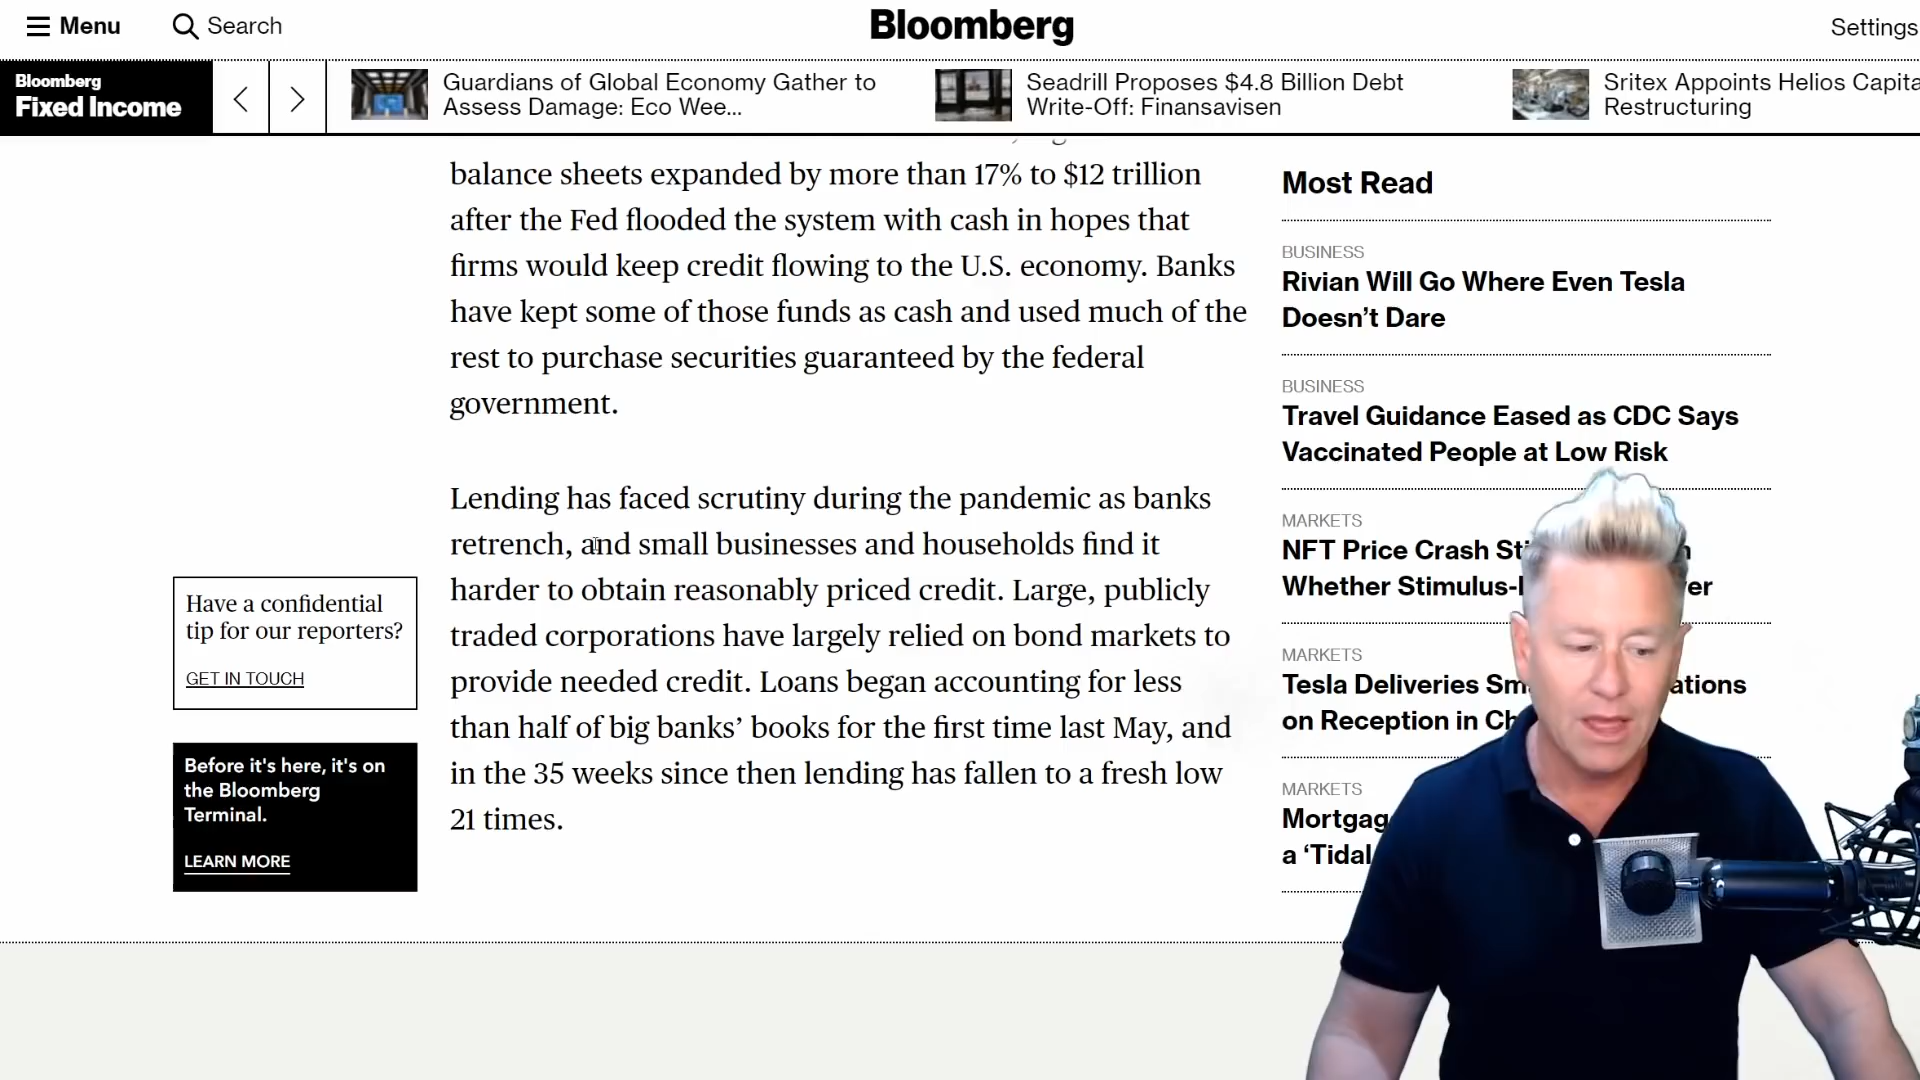 Menu
Search
Bloomberg
Settings
Bloomberg
Fixed Income
Guardians of Global Economy Gather to
Assess Damage: Eco Wee...
Seadrill Proposes $4.8 Billion Debt
Write-Off: Finansavisen
Sritex Appoints Helios Capita
Restructuring
balance sheets expanded by more than 17% to $12 trillion
after the Fed flooded the system with cash in hopes that
firms would keep credit flowing to the U.S. economy. Banks
have kept some of those funds as cash and used much of the
rest to purchase securities guaranteed by the federal
government.
Lending has faced scrutiny during the pandemic as banks
retrench, and small businesses and households find it
harder to obtain reasonably priced credit. Large, publicly
traded corporations have largely relied on bond markets to
provide needed credit. Loans began accounting for less
than half of big banks’ books for the first time last May, and
in the 35 weeks since then lending has fallen to a fresh low
21 times.
Have a confidential
tip for our reporters?
GET IN TOUCH
Before it's here, it's on
the Bloomberg
Terminal.
LEARN MORE
Most Read
BUSINESS
Rivian Will Go Where Even Tesla
Doesn’t Dare
BUSINESS
Travel Guidance Eased as CDC Says
Vaccinated People at Low Risk
MARKETS
NFT Price Crash
Whether
MARKETS
Tesla Deliveries
on Reception in
MARKETS
a ‘Tidal